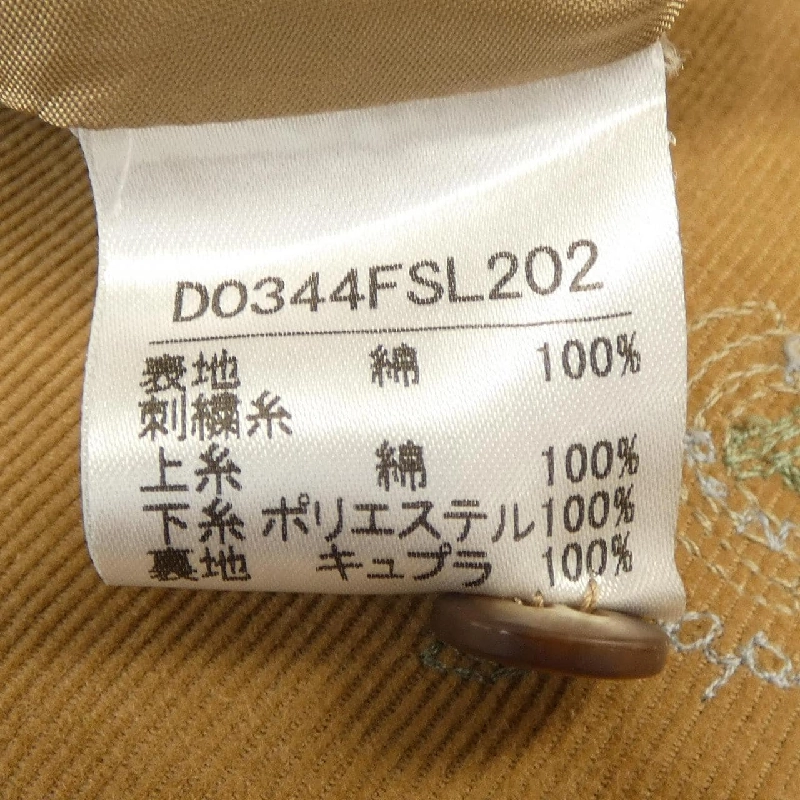 DO344FSL202
表地 綿 100%
刺繍糸
上糸 綿 100%
下糸 ポリエステル100%
裏地 キュプラ 100%